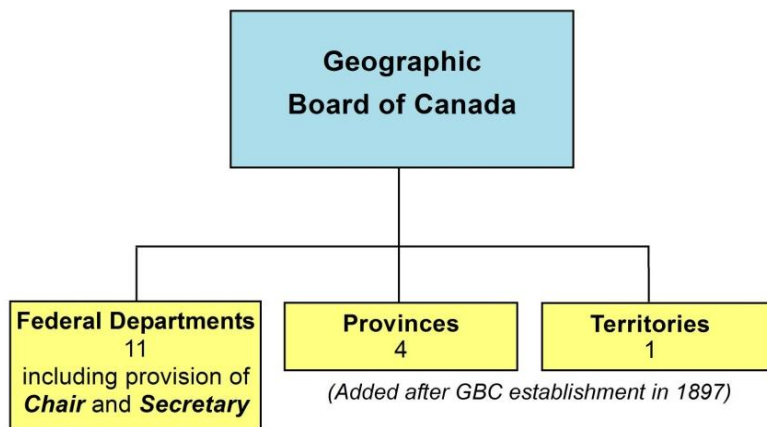 Geographic
Board of Canada
Federal Departments
11
including provision of
Chair and Secretary
Provinces
4
Territories
1
(Added after GBC establishment in 1897)